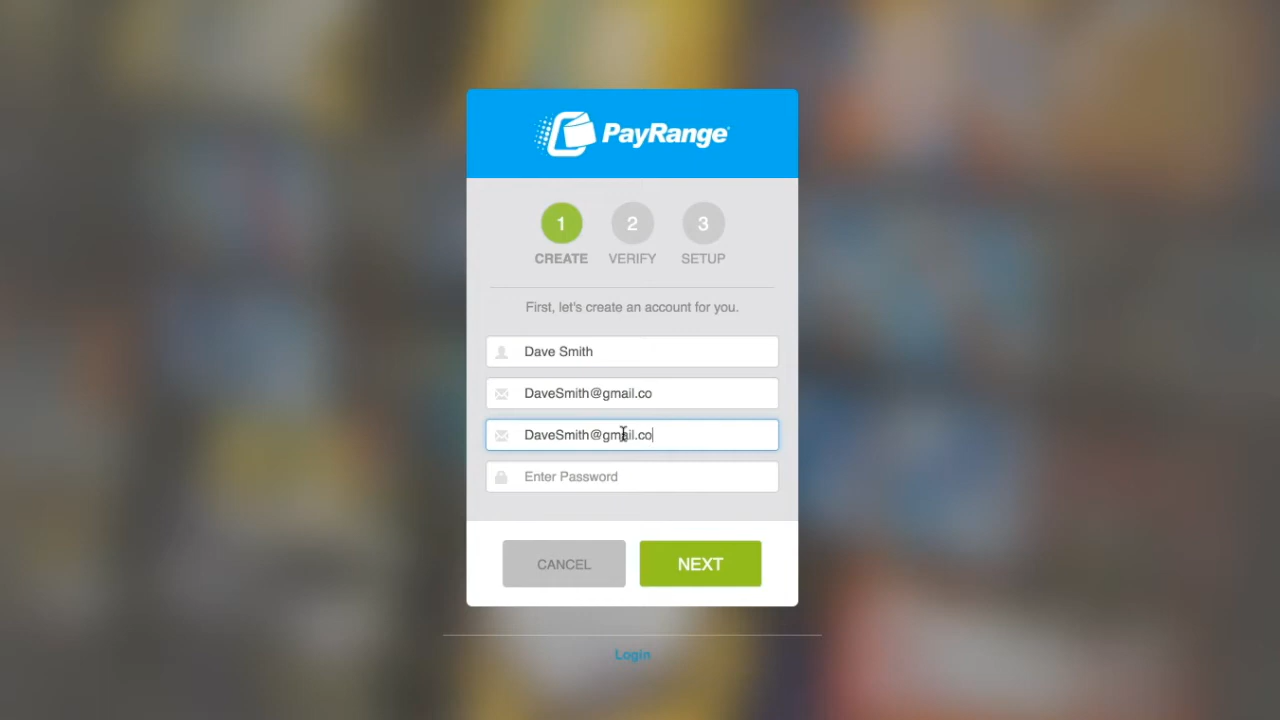 PayRange
1 2 3
CREATE VERIFY SETUP
First, let's create an account for you.
Dave Smith
DaveSmith@gmail.co
DaveSmith@gmail.co
Enter Password
CANCEL NEXT
Login